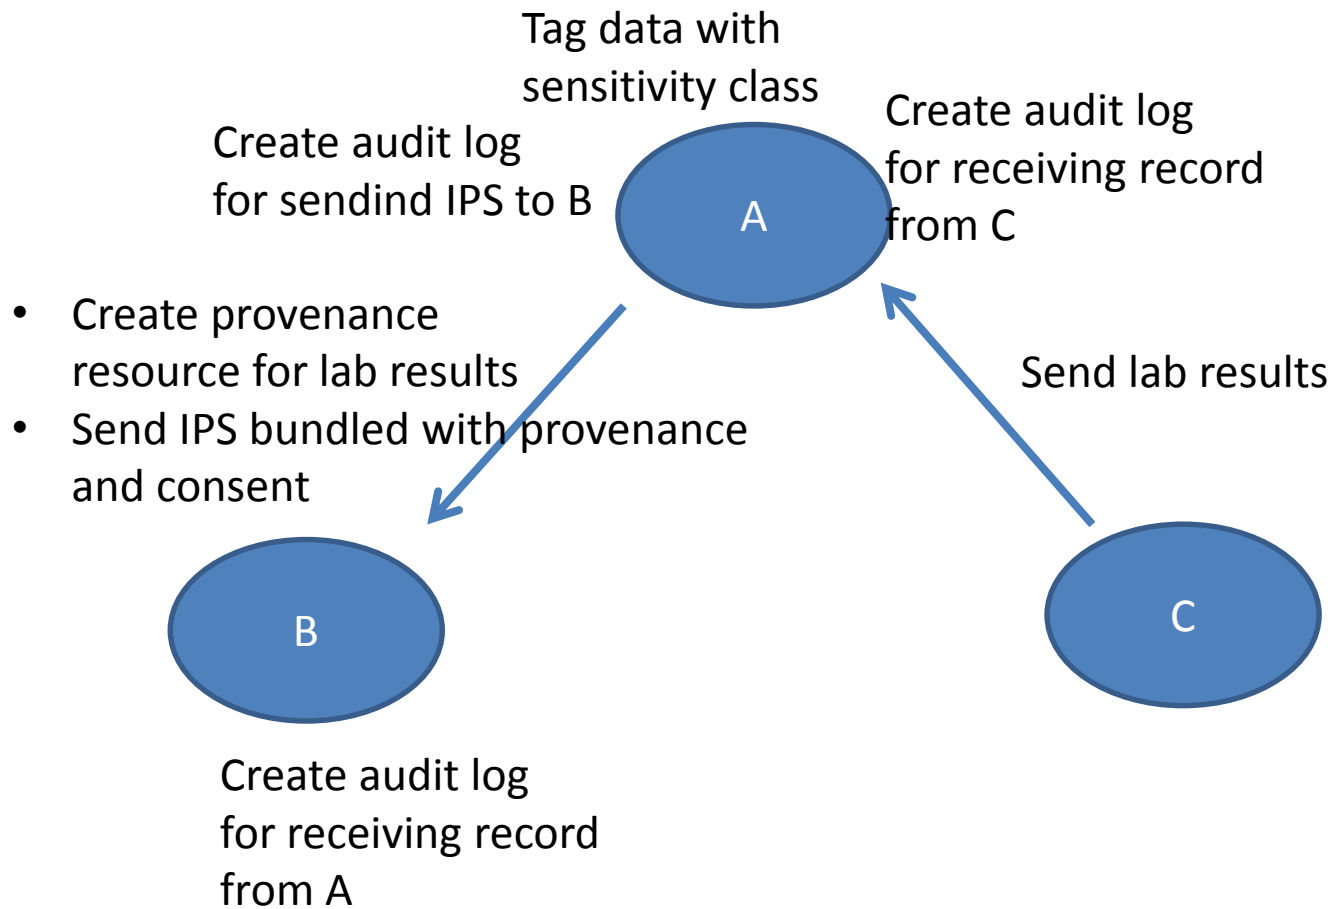 Tag data with
sensitivity class
Create audit log
for sendind IPS to B
Create audit log
for receiving record
from C
A
• Create provenance
resource for lab results
• Send IPS bundled with provenance
and consent
Send lab results
B
C
Create audit log
for receiving record
from A